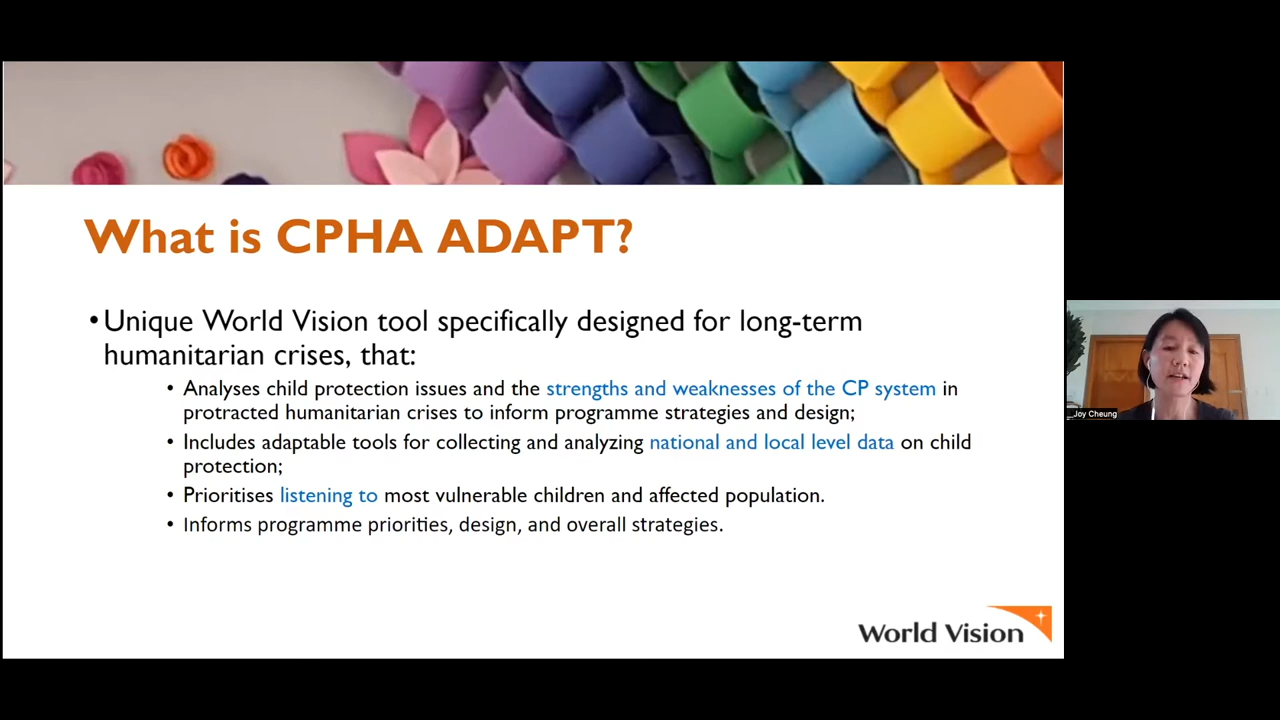 What is CPHA ADAPT?
•Unique World Vision tool specifically designed for long-term
humanitarian crises, that:
• Analyses child protection issues and the strengths and weaknesses of the CP system in
protracted humanitarian crises to inform programme strategies and design;
• Includes adaptable tools for collecting and analyzing national and local level data on child
protection;
• Prioritises listening to most vulnerable children and affected population.
• Informs programme priorities, design, and overall strategies.
World Vision
Joy Cheung